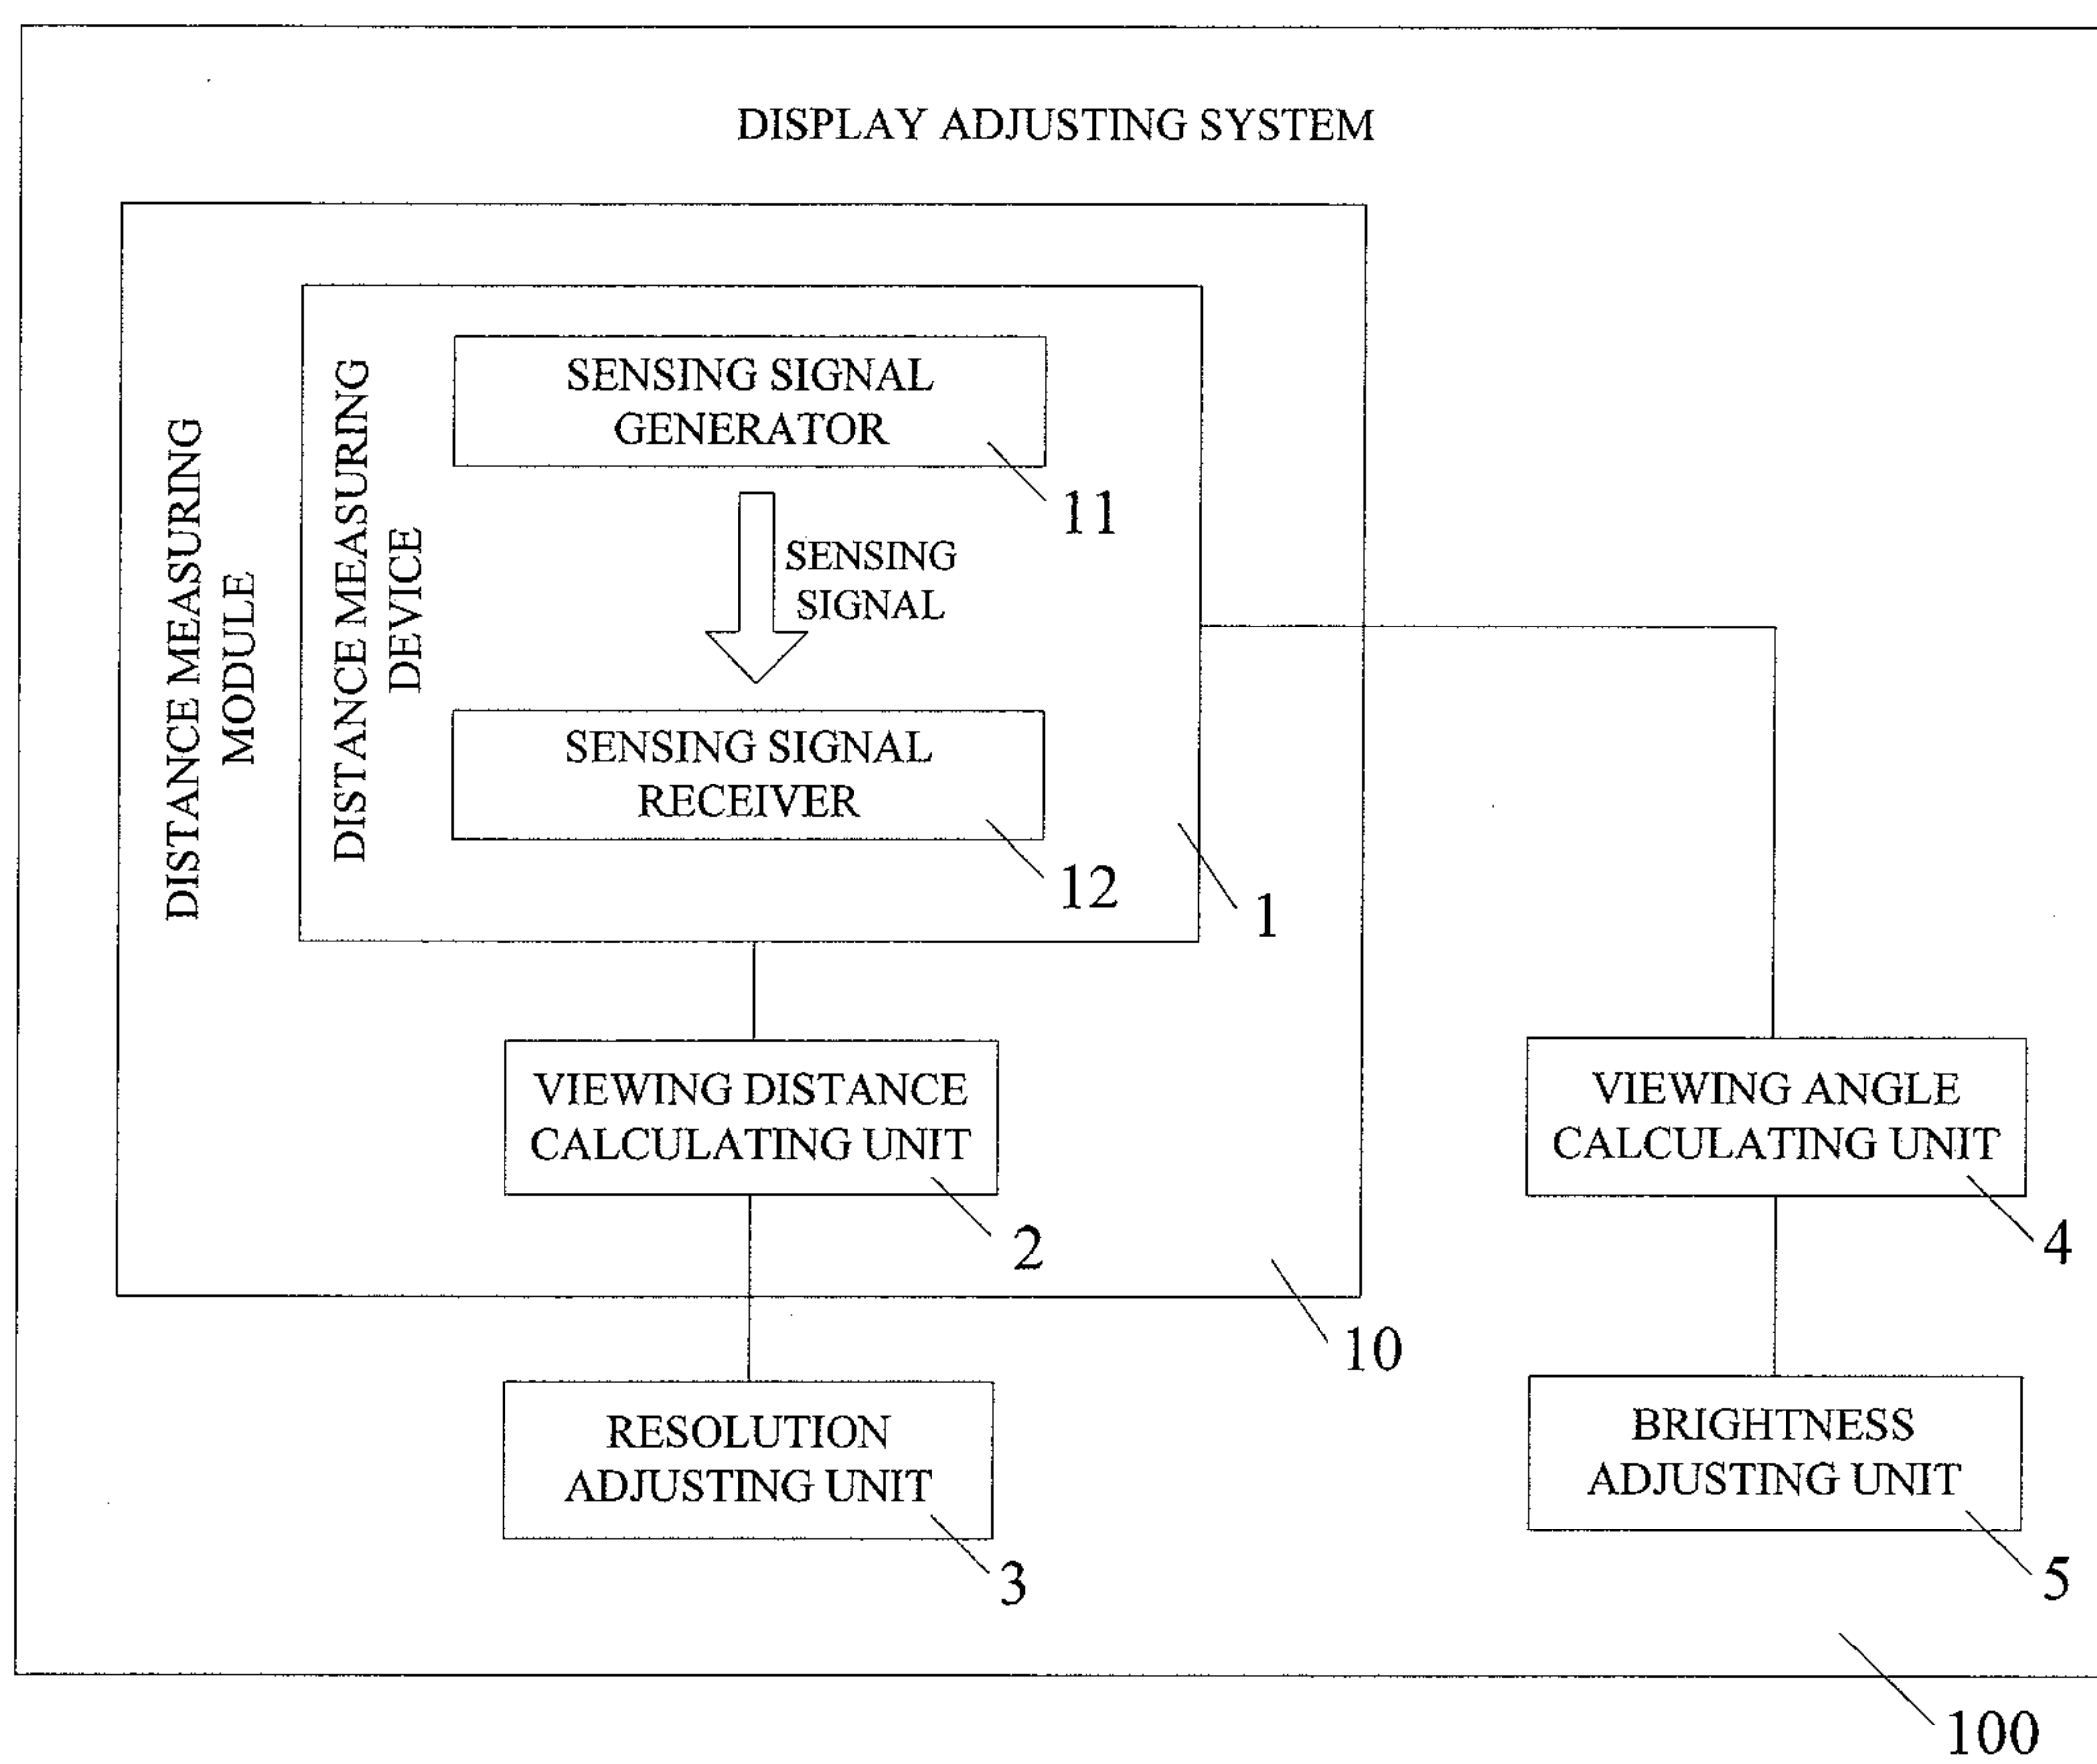 DISPLAY ADJUSTING SYSTEM
DISTANCE MEASURING
MODULE
DISTANCE MEASURING
DEVICE
SENSING SIGNAL
GENERATOR
11
SENSING
SIGNAL
SENSING SIGNAL
RECEIVER
12
1
VIEWING DISTANCE
CALCULATING UNIT
2
VIEWING ANGLE
CALCULATING UNIT
4
10
RESOLUTION
ADJUSTING UNIT
3
BRIGHTNESS
ADJUSTING UNIT
5
100